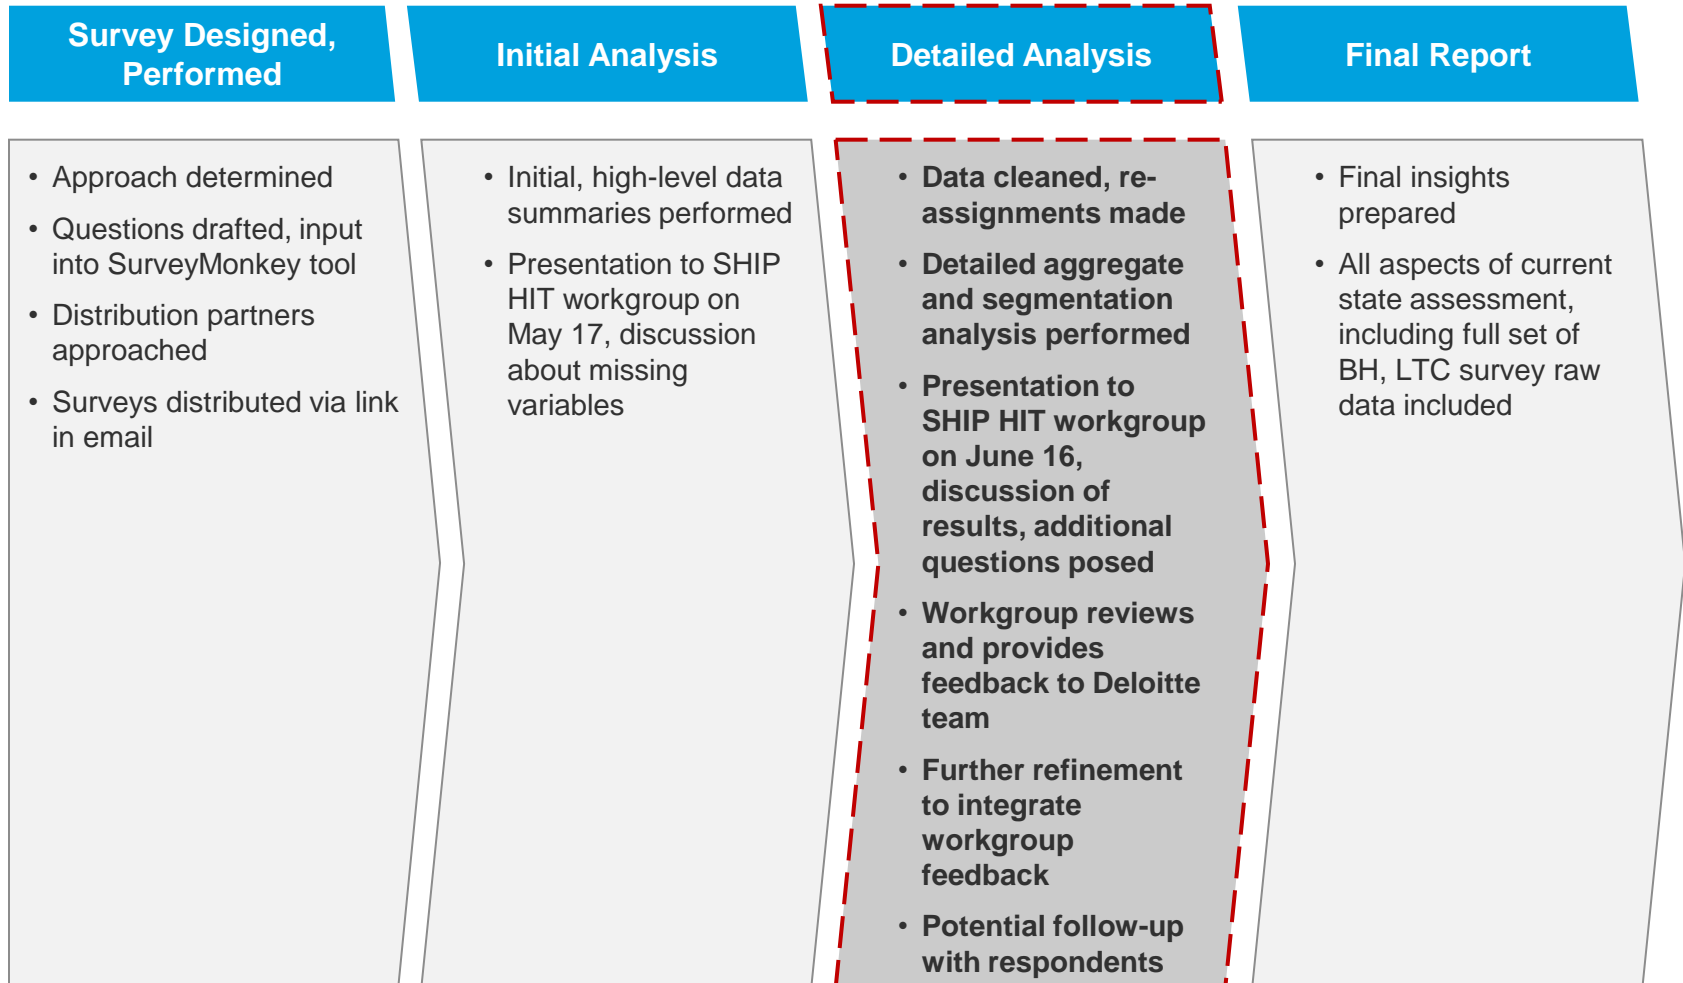 Survey Designed,
Performed
Initial Analysis
Detailed Analysis
Final Report
• Approach determined
• Questions drafted, input
into SurveyMonkey tool
• Distribution partners
approached
• Surveys distributed via link
in email
• Initial, high-level data
summaries performed
• Presentation to SHIP
HIT workgroup on
May 17, discussion
about missing
variables
• Data cleaned, re-
assignments made
• Detailed aggregate
and segmentation
analysis performed
• Presentation to
SHIP HIT workgroup
on June 16,
discussion of
results, additional
questions posed
• Workgroup reviews
and provides
feedback to Deloitte
team
• Further refinement
to integrate
workgroup
feedback
• Potential follow-up
with respondents
• Final insights
prepared
• All aspects of current
state assessment,
including full set of
BH, LTC survey raw
data included